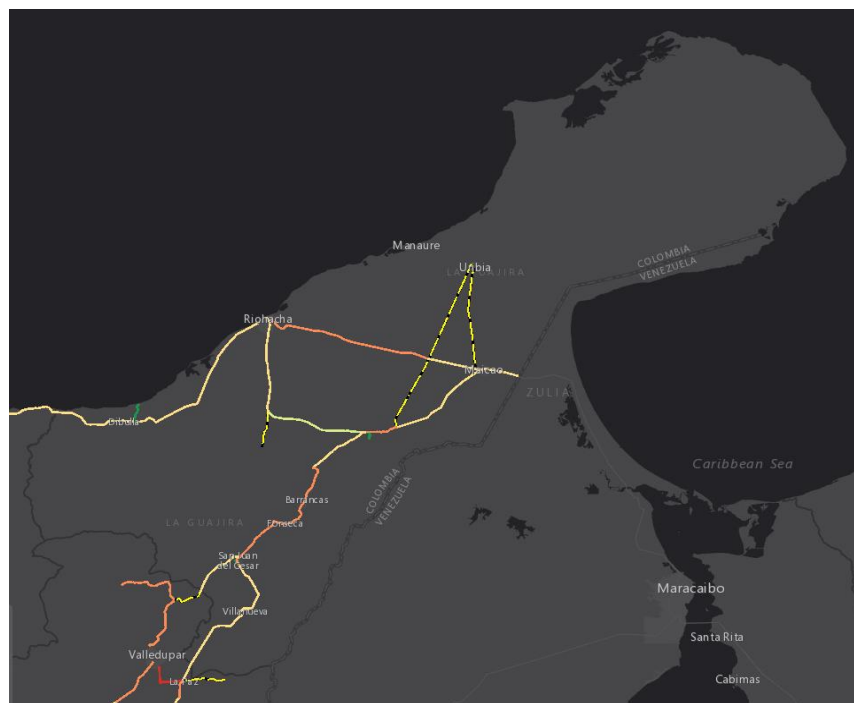 Manaure
Uribia
LA GUAJIRA
COLOMBIA
VENEZUELA
Riohacha
Maicao
ZULIA
Dibulla
Caribbean Sea
COLOMBIA
VENEZUELA
Barrancas
LA GUAJIRA
Fonseca
San Juan
del Cesar
Maracaibo
Villanueva
Santa Rita
Valledupar
La Paz
Cabimas